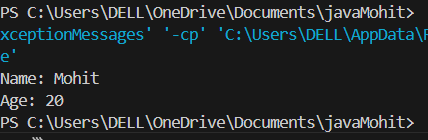 PS C:\Users\DELL\OneDrive\Documents\javaMohit>
xceptionMessages' '-cp' 'C:\Users\DELL\AppData\
e'
Name: Mohit
Age: 20
PS C:\Users\DELL\OneDrive\Documents\javaMohit>